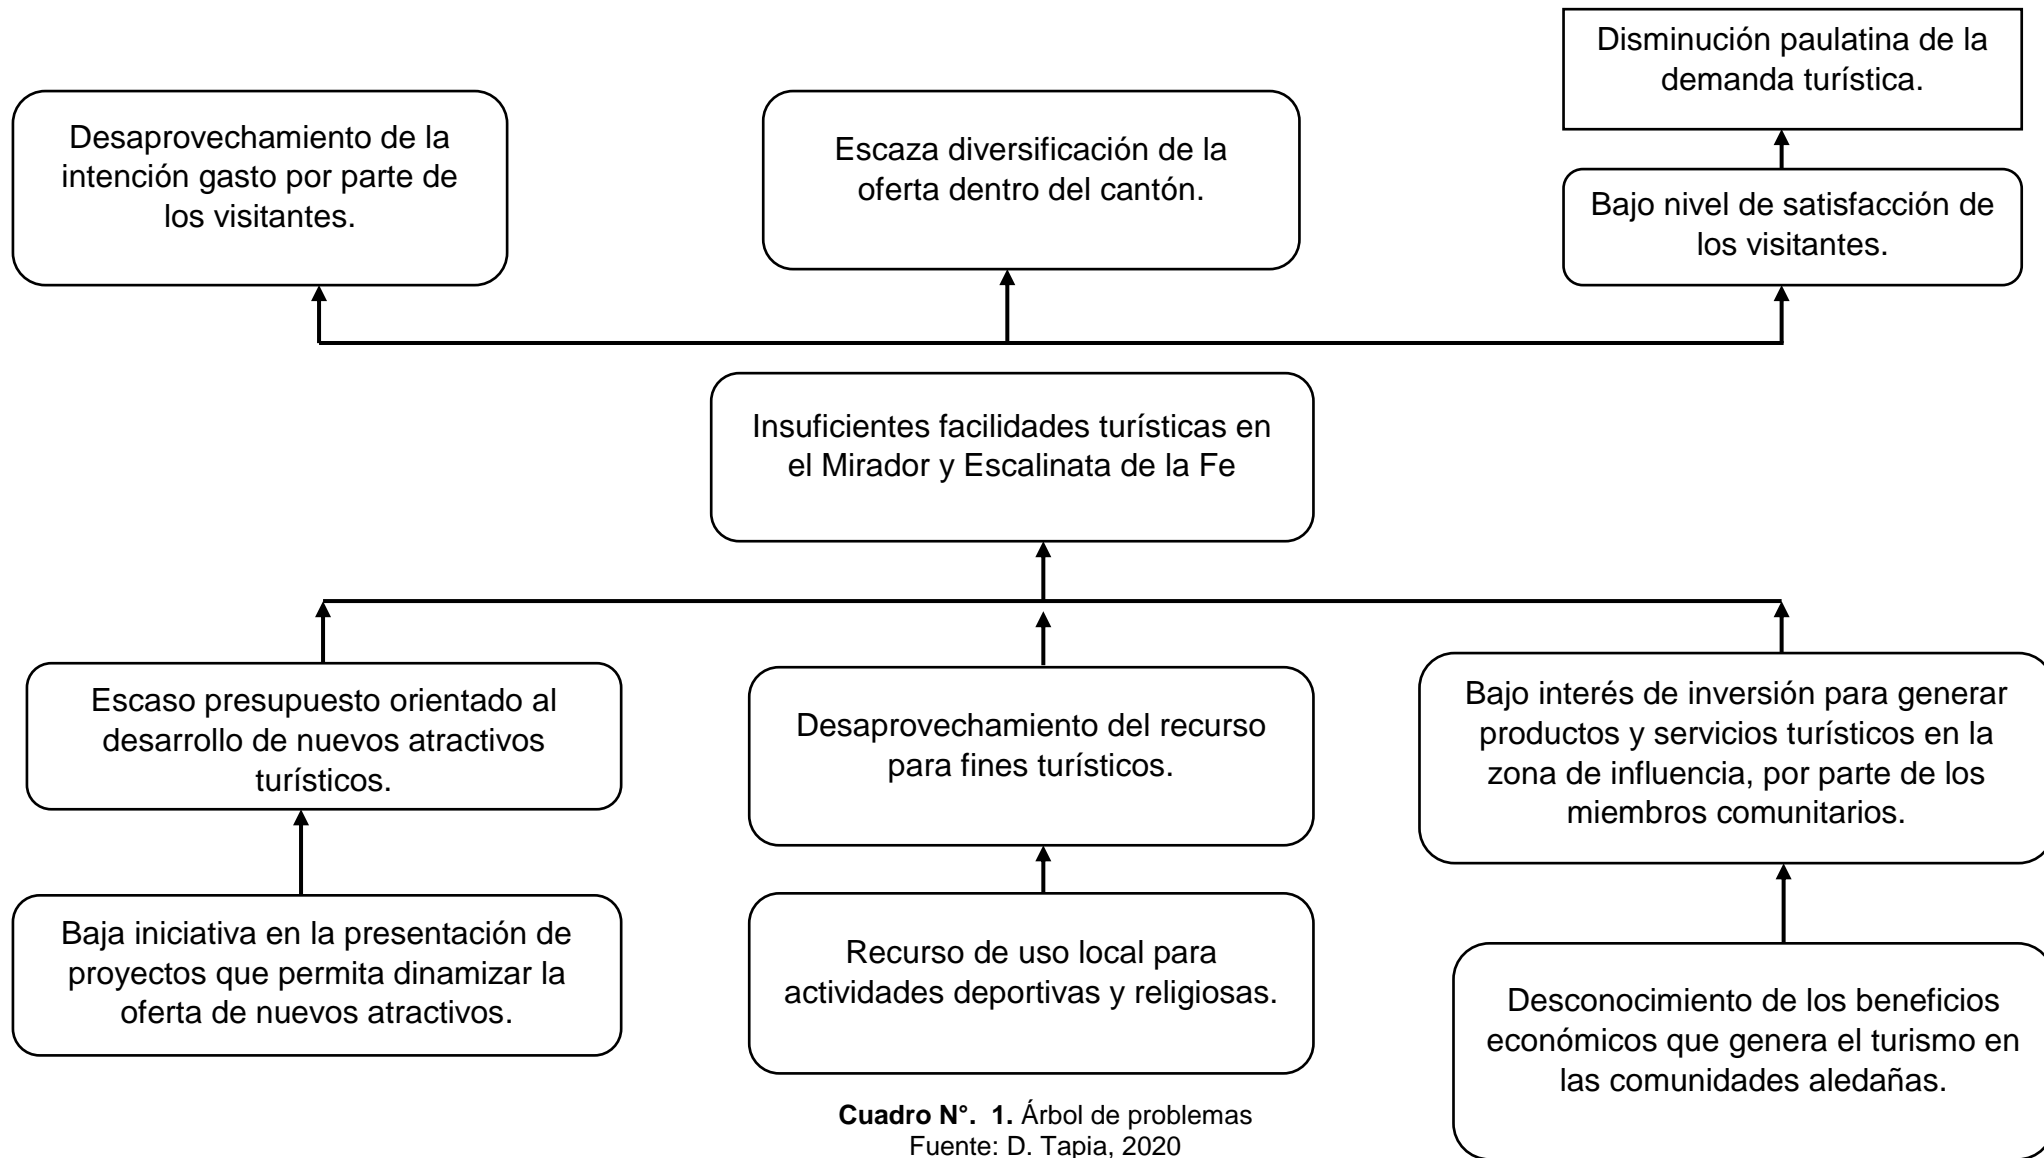 Disminución paulatina de la
demanda turística.
Desaprovechamiento de la
intención gasto por parte de
los visitantes.
Escaza diversificación de la
oferta dentro del cantón.
Bajo nivel de satisfacción de
los visitantes.
Insuficientes facilidades turísticas en
el Mirador y Escalinata de la Fe
Escaso presupuesto orientado al
desarrollo de nuevos atractivos
turísticos.
Desaprovechamiento del recurso
para fines turísticos.
Bajo interés de inversión para generar
productos y servicios turísticos en la
zona de influencia, por parte de los
miembros comunitarios.
Baja iniciativa en la presentación de
proyectos que permita dinamizar la
oferta de nuevos atractivos.
Recurso de uso local para
actividades deportivas y religiosas.
Desconocimiento de los beneficios
económicos que genera el turismo en
las comunidades aledañas.
Cuadro N°. 1. Árbol de problemas
Fuente: D. Tapia, 2020